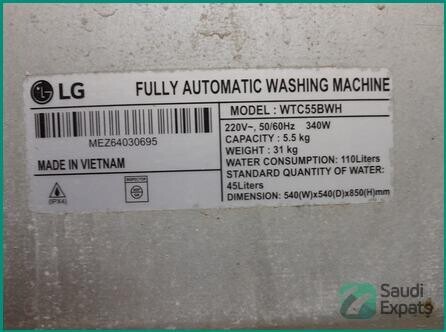 LG
FULLY AUTOMATIC WASHING MACHINE
MEZ64030695
MADE IN VIETNAM
(IPX4)
INSPECTOR
MODEL : WTC55BWH
220V~, 50/60Hz 340W
CAPACITY : 5.5 kg
WEIGHT : 31 kg
WATER CONSUMPTION: 110Liters
STANDARD QUANTITY OF WATER:
45Liters
DIMENSION: 540(W)x540(D)x850(H)mm
Saudi
Expats